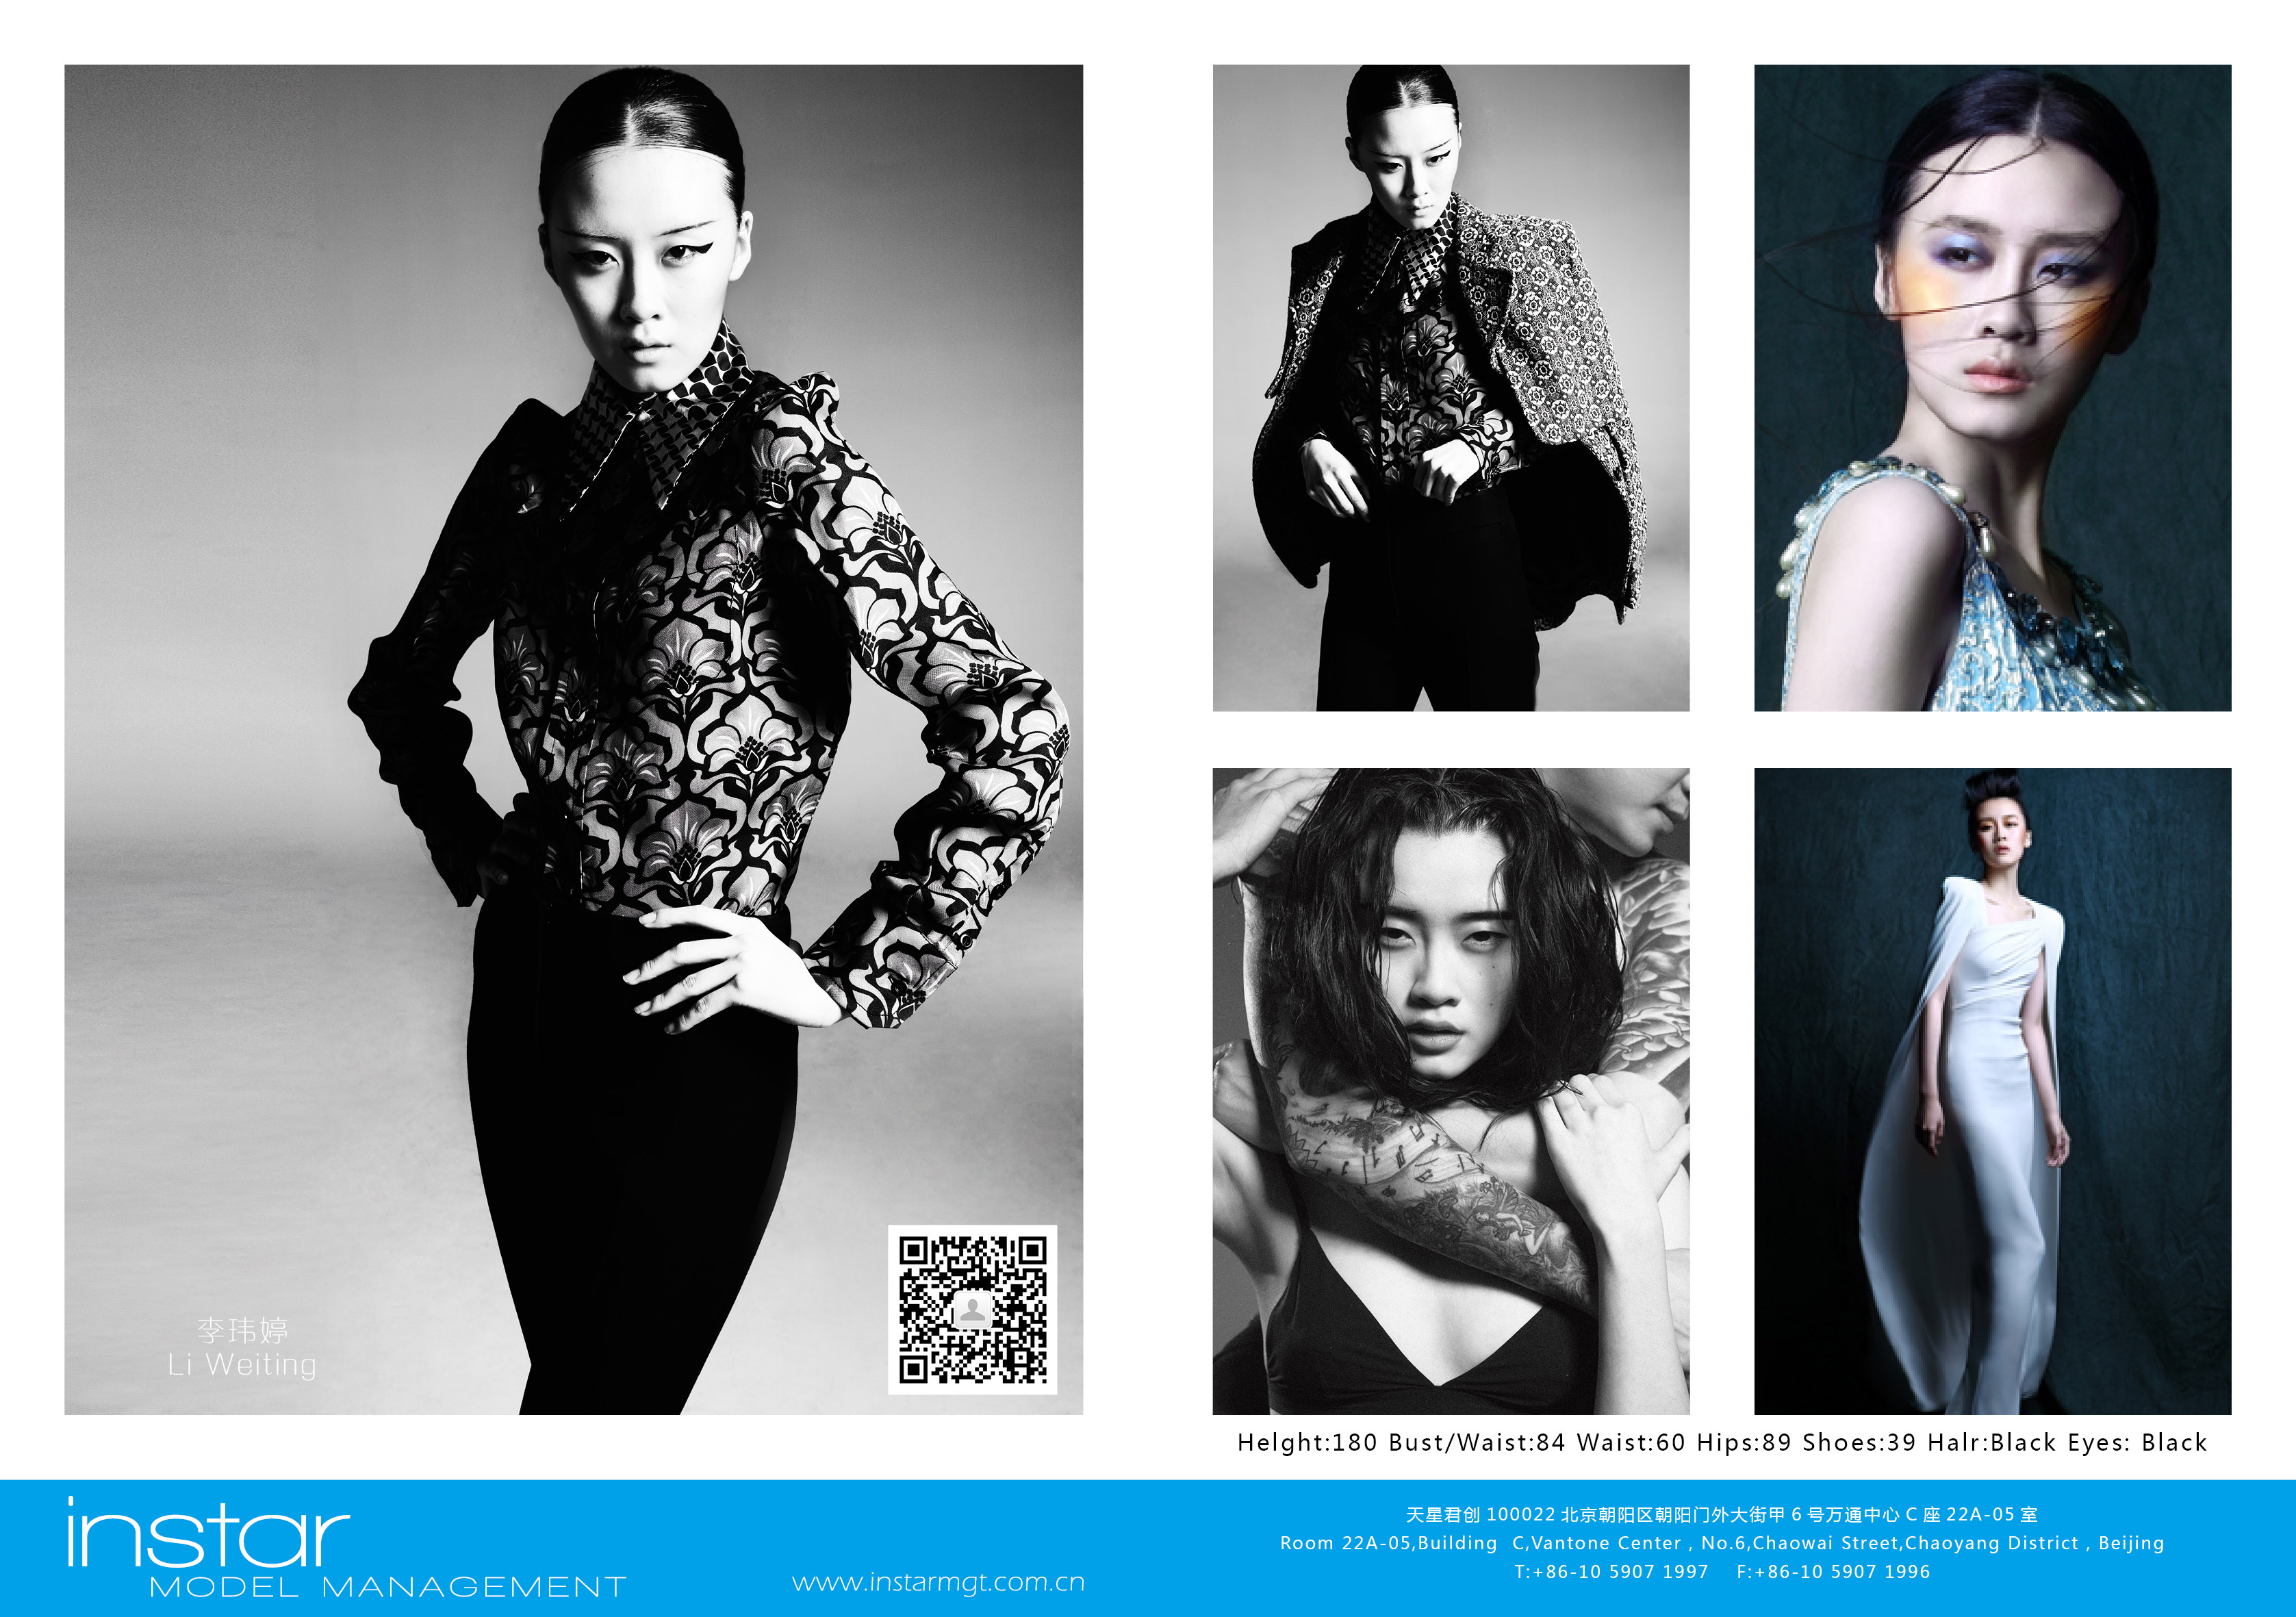 李玮婷
Li Weiting
Helght:180 Bust/Waist:84 Waist:60 Hips:89 Shoes:39 Halr:Black Eyes: Black
instar
MODEL MANAGEMENT
www.instarmgt.com.cn
天星君创 100022 北京朝阳区朝阳门外大街甲 6 号万通中心 C 座 22A-05 室
Room 22A-05,Building  C,Vantone Center , No.6,Chaowai Street,Chaoyang District , Beijing
T:+86-10 5907 1997    F:+86-10 5907 1996